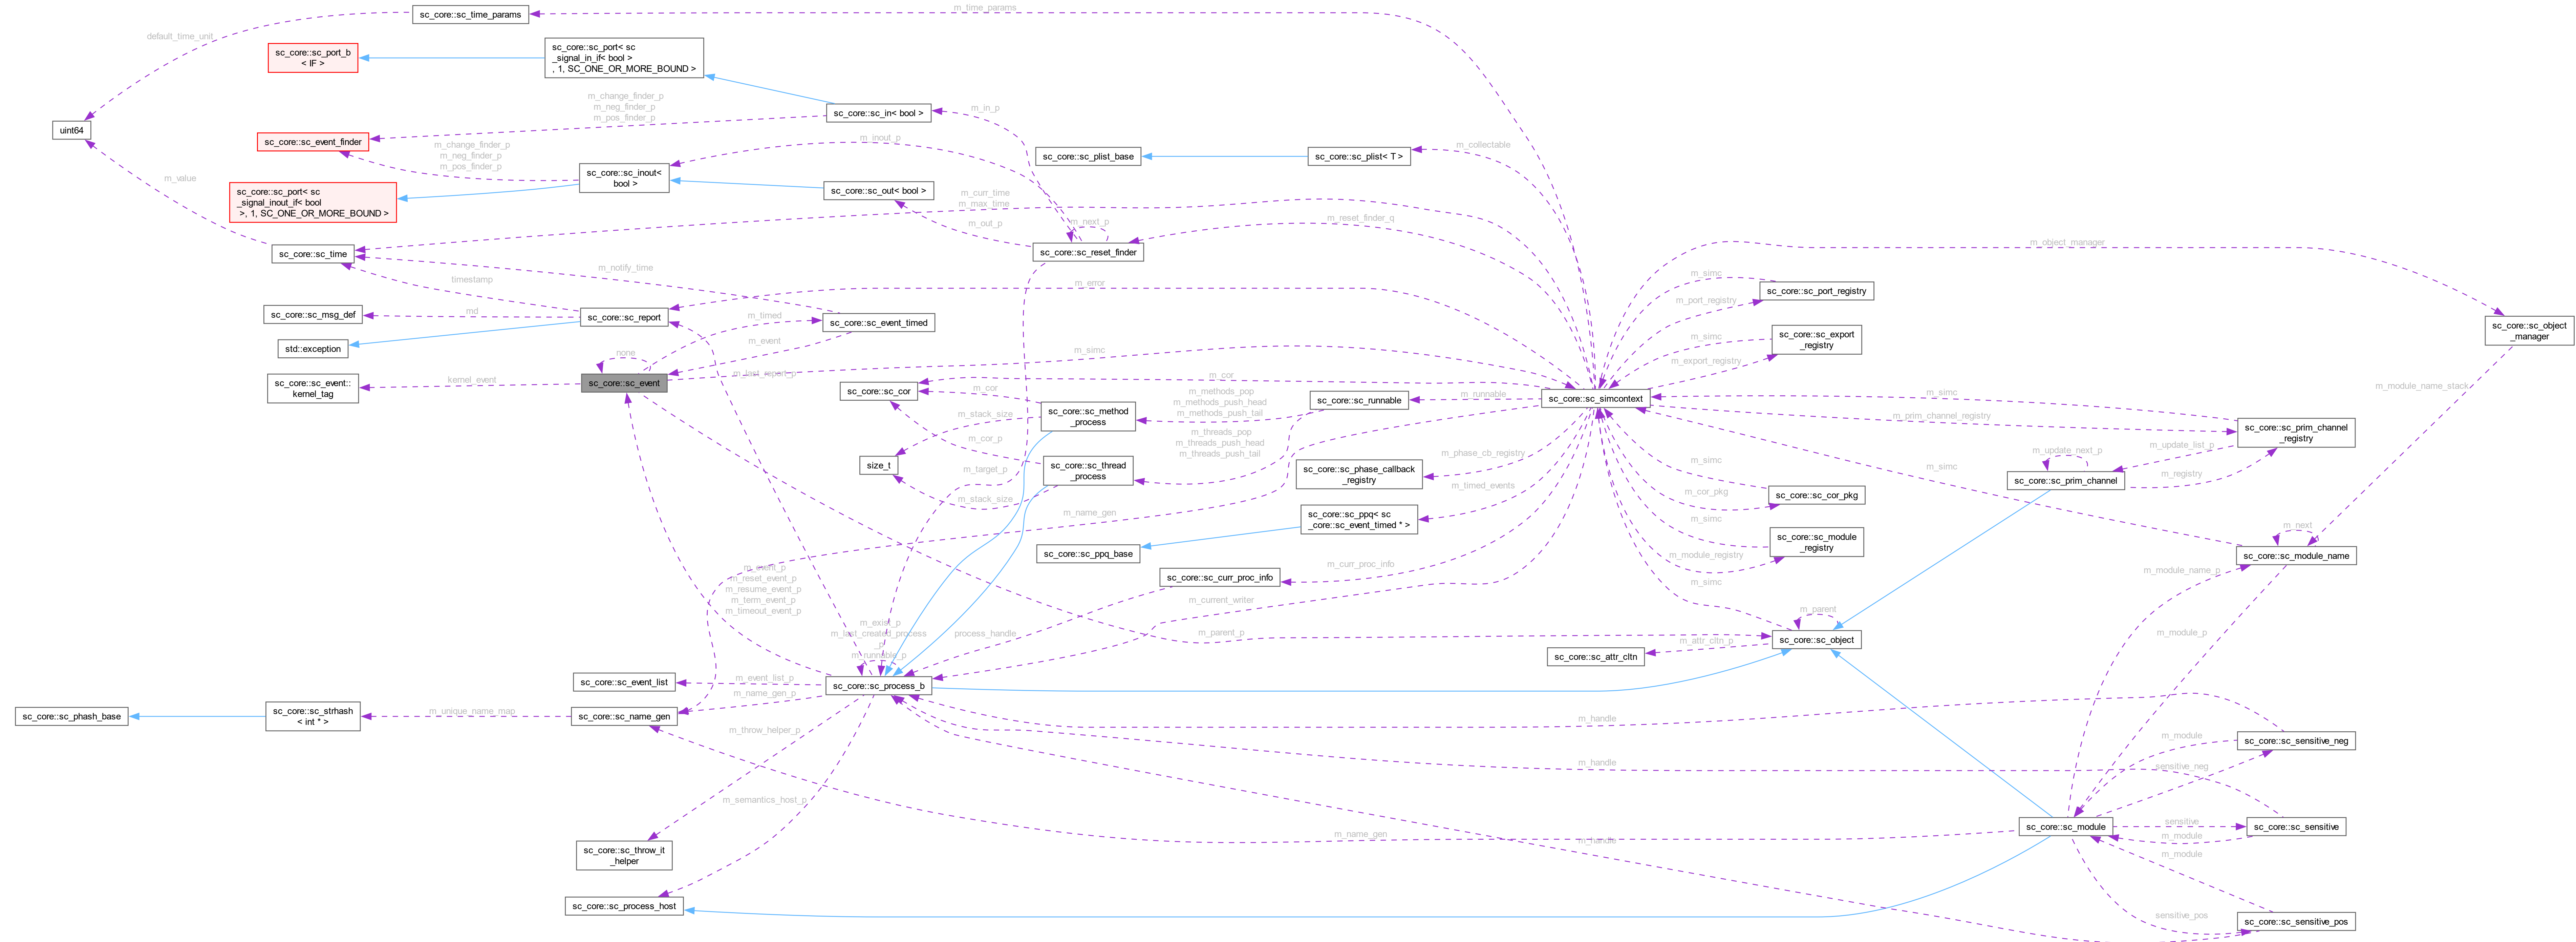 sc_core::sc_time_params
m_time_params
default_time_unit
sc_core::sc_port_b
< IF >
sc_core::sc_port< sc
_signal_in_if< bool >
, 1, SC_ONE_OR_MORE_BOUND >
m_change_finder_p
m_neg_finder_p
m_pos_finder_p
sc_core::sc_in< bool >
m_in_p
uint64
sc_core::sc_event_finder
m_change_finder_p
m_neg_finder_p
m_pos_finder_p
m_inout_p
m_collectable
sc_core::sc_plist_base
sc_core::sc_plist< T >
sc_core::sc_inout<
bool >
m_value
sc_core::sc_port< sc
_signal_inout_if< bool
>, 1, SC_ONE_OR_MORE_BOUND >
sc_core::sc_out< bool >
m_curr_time
m_max_time
m_out_p
m_next_p
m_reset_finder_q
m_object_manager
sc_core::sc_time
sc_core::sc_reset_finder
m_notify_time
timestamp
m_error
m_simc
sc_core::sc_port_registry
m_port_registry
sc_core::sc_msg_def
md
sc_core::sc_report
m_timed
sc_core::sc_event_timed
sc_core::sc_object
_manager
sc_core::sc_export
_registry
m_simc
m_event
std::exception
none
m_simc
m_export_registry
m_last_report_p
m_cor
kernel_event
sc_core::sc_event
sc_core::sc_event::
kernel_tag
sc_core::sc_cor
m_cor
m_methods_pop
m_methods_push_head
m_methods_push_tail
sc_core::sc_runnable
m_runnable
sc_core::sc_simcontext
m_simc
m_module_name_stack
m_stack_size
sc_core::sc_method
_process
m_prim_channel_registry
sc_core::sc_prim_channel
_registry
m_cor_p
m_threads_pop
m_threads_push_head
m_threads_push_tail
m_phase_cb_registry
m_simc
m_update_next_p
m_update_list_p
size_t
m_target_p
sc_core::sc_thread
_process
sc_core::sc_phase_callback
_registry
m_simc
m_registry
sc_core::sc_prim_channel
m_stack_size
m_timed_events
m_cor_pkg
sc_core::sc_cor_pkg
m_name_gen
sc_core::sc_ppq< sc
_core::sc_event_timed * >
m_simc
m_next
sc_core::sc_ppq_base
sc_core::sc_module
_registry
m_module_registry
sc_core::sc_module_name
m_event_p
m_reset_event_p
m_resume_event_p
m_term_event_p
m_timeout_event_p
sc_core::sc_curr_proc_info
m_curr_proc_info
m_simc
m_module_name_p
m_current_writer
m_parent
m_exist_p
m_last_created_process
_p
m_runnable_p
process_handle
m_parent_p
m_attr_cltn_p
sc_core::sc_object
m_module_p
sc_core::sc_attr_cltn
sc_core::sc_event_list
m_event_list_p
m_name_gen_p
sc_core::sc_process_b
sc_core::sc_phash_base
sc_core::sc_strhash
< int * >
m_unique_name_map
sc_core::sc_name_gen
m_throw_helper_p
m_handle
m_module
sc_core::sc_sensitive_neg
m_handle
sensitive_neg
m_semantics_host_p
m_name_gen
m_handle
sc_core::sc_module
sensitive
m_module
sc_core::sc_sensitive
m_module
sc_core::sc_throw_it
_helper
sc_core::sc_process_host
sensitive_pos
sc_core::sc_sensitive_pos